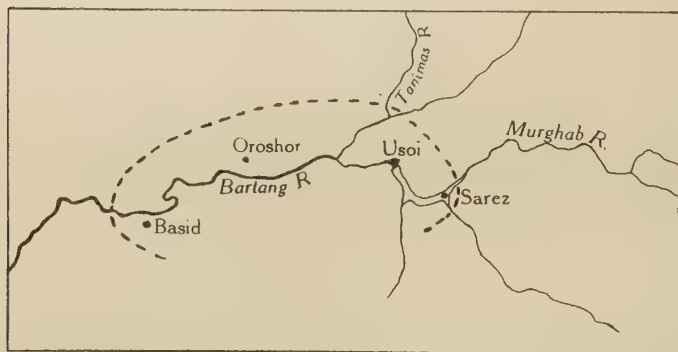 Tanimas R
Murghab R.
Oroshor
Usoi
Bartang R
Sarez
Basid